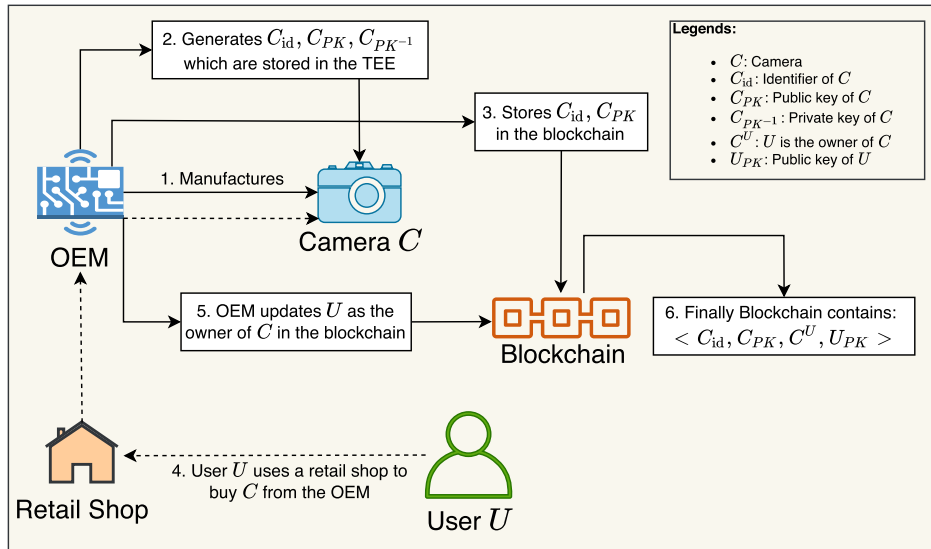 2. Generates C_id, C_PK, C_PK⁻¹
which are stored in the TEE
Legends:
• C: Camera
• C_id: Identifier of C
• C_PK: Public key of C
• C_PK−1: Private key of C
• C^U: U is the owner of C
• U_PK: Public key of U
3. Stores C_id, C_PK
in the blockchain
1. Manufactures
OEM
Camera C
5. OEM updates U as the
owner of C in the blockchain
Blockchain
6. Finally Blockchain contains:
< C_id, C_PK, C^U, U_PK >
4. User U uses a retail shop to
buy C from the OEM
Retail Shop
User U